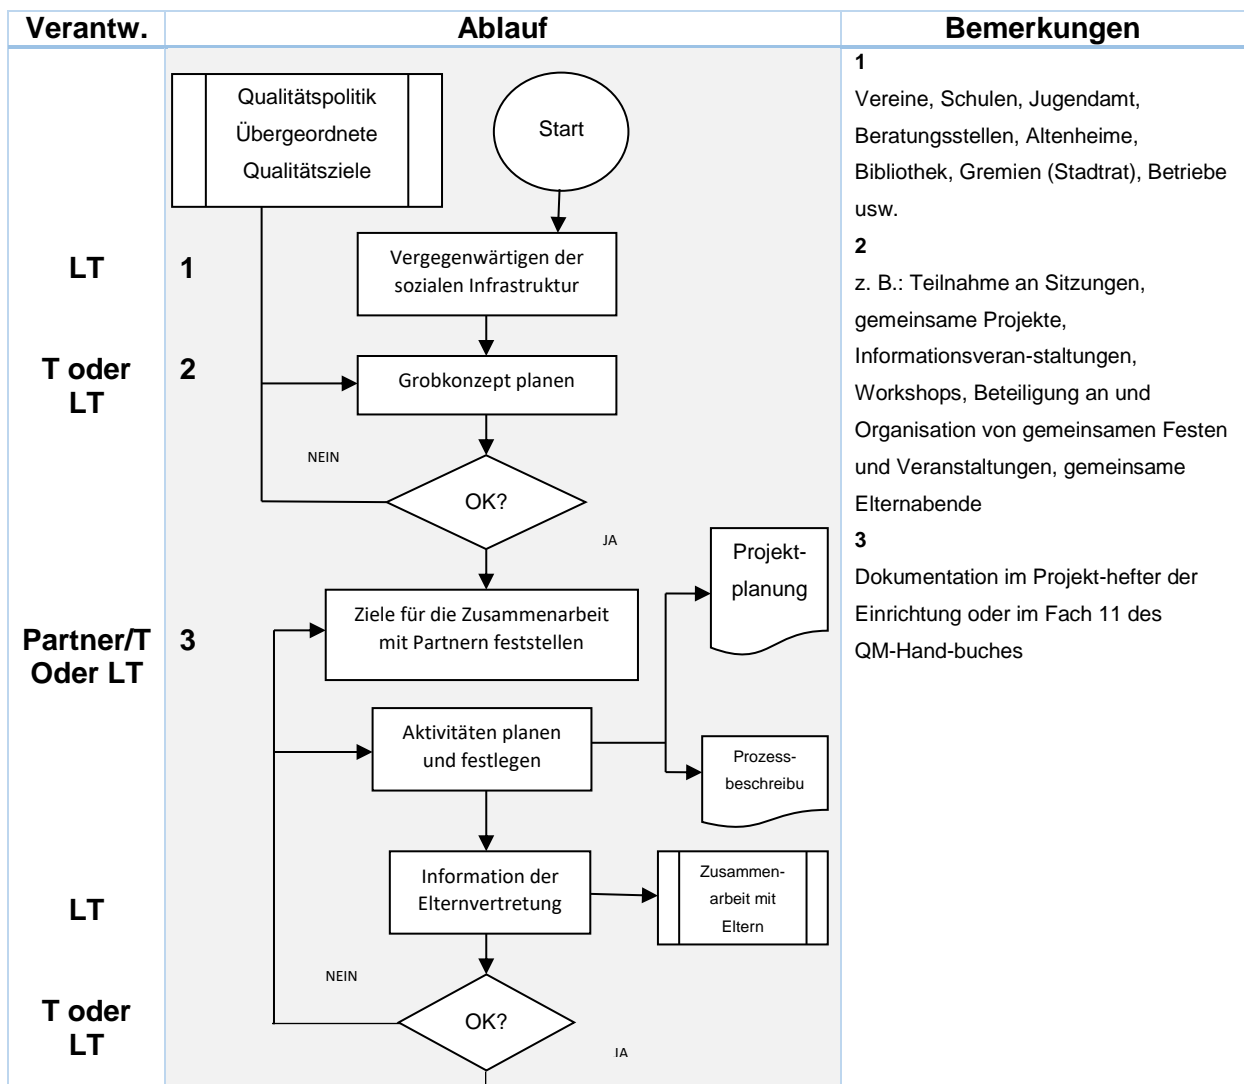 Verantw.
Ablauf
Bemerkungen
Qualitätspolitik
Übergeordnete
Qualitätsziele
Start
LT
1
Vergegenwärtigen der
sozialen Infrastruktur
T oder
LT
2
Grobkonzept planen
NEIN
OK?
JA
Projekt-
planung
Partner/T
Oder LT
3
Ziele für die Zusammenarbeit
mit Partnern feststellen
Aktivitäten planen
und festlegen
Prozess-
beschreibu
LT
Information der
Elternvertretung
Zusammen-
arbeit mit
Eltern
NEIN
T oder
LT
OK?
JA
1
Vereine, Schulen, Jugendamt,
Beratungsstellen, Altenheime,
Bibliothek, Gremien (Stadtrat), Betriebe
usw.
2
z. B.: Teilnahme an Sitzungen,
gemeinsame Projekte,
Informationsveran-staltungen,
Workshops, Beteiligung an und
Organisation von gemeinsamen Festen
und Veranstaltungen, gemeinsame
Elternabende
3
Dokumentation im Projekt-hefter der
Einrichtung oder im Fach 11 des
QM-Hand-buches